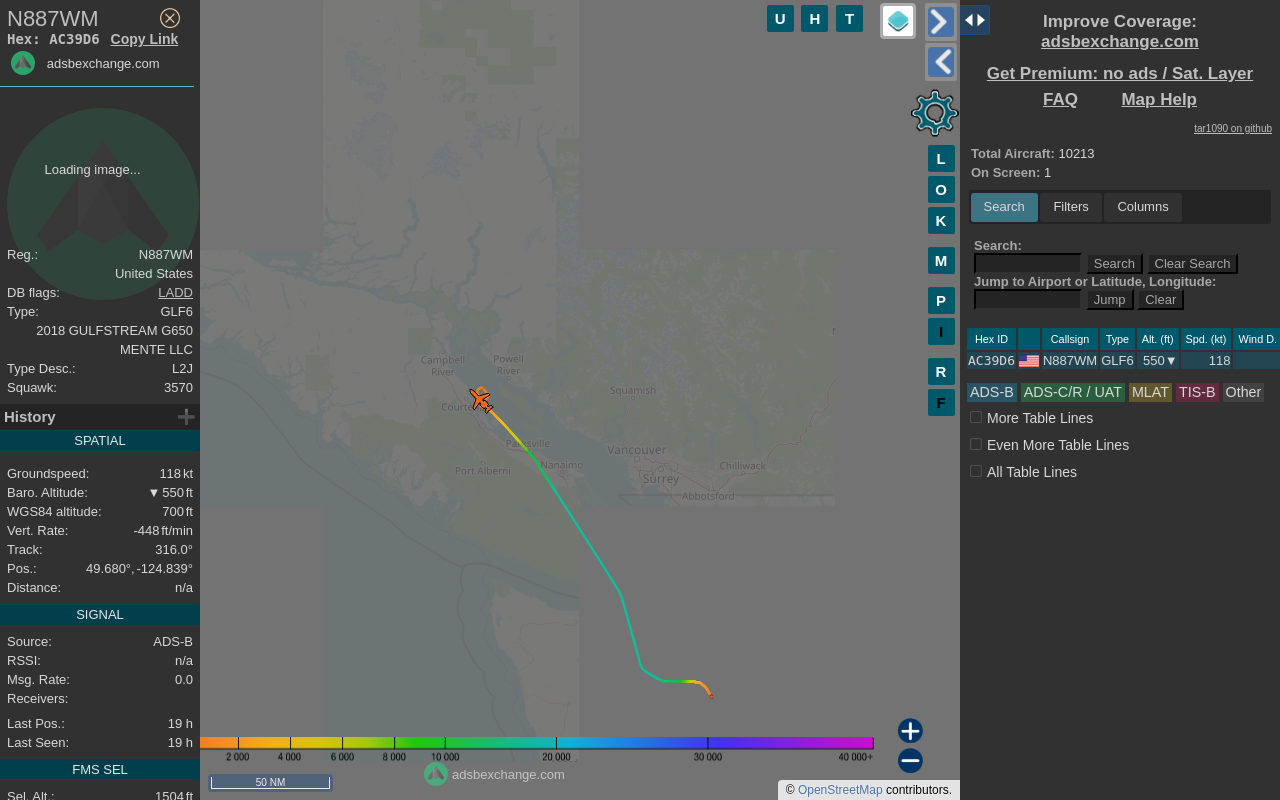 N887WM
Hex: AC39D6 Copy Link
adsbexchange.com
Loading image...
Reg.: N887WM
United States
DB flags: LADD
Type: GLF6
2018 GULFSTREAM G650
MENTE LLC
Type Desc.: L2J
Squawk: 3570
History
SPATIAL
Groundspeed: 118 kt
Baro. Altitude: ▼ 550 ft
WGS84 altitude: 700 ft
Vert. Rate: -448 ft/min
Track: 316.0°
Pos.: 49.680°, -124.839°
Distance: n/a
SIGNAL
Source: ADS-B
RSSI: n/a
Msg. Rate: 0.0
Receivers:
Last Pos.: 19 h
Last Seen: 19 h
FMS SEL
Sel. Alt.: 1504 ft
U H T
L
O
K
M
P
I
R
F
Campbell River
Powell River
Squamish
Parksville
Nanaimo
Port Alberni
Vancouver
Surrey
Chilliwack
Abbotsford
2 000 4 000 6 000 8 000 10 000 20 000 30 000 40 000+
50 NM
adsbexchange.com
© OpenStreetMap contributors.
Improve Coverage:
adsbexchange.com
Get Premium: no ads / Sat. Layer
FAQ Map Help
tar1090 on github
Total Aircraft: 10213
On Screen: 1
Search Filters Columns
Search:
Search Clear Search
Jump to Airport or Latitude, Longitude:
Jump Clear
Hex ID Callsign Type Alt. (ft) Spd. (kt) Wind D.
AC39D6 N887WM GLF6 550 ▼ 118
ADS-B ADS-C/R / UAT MLAT TIS-B Other
More Table Lines
Even More Table Lines
All Table Lines